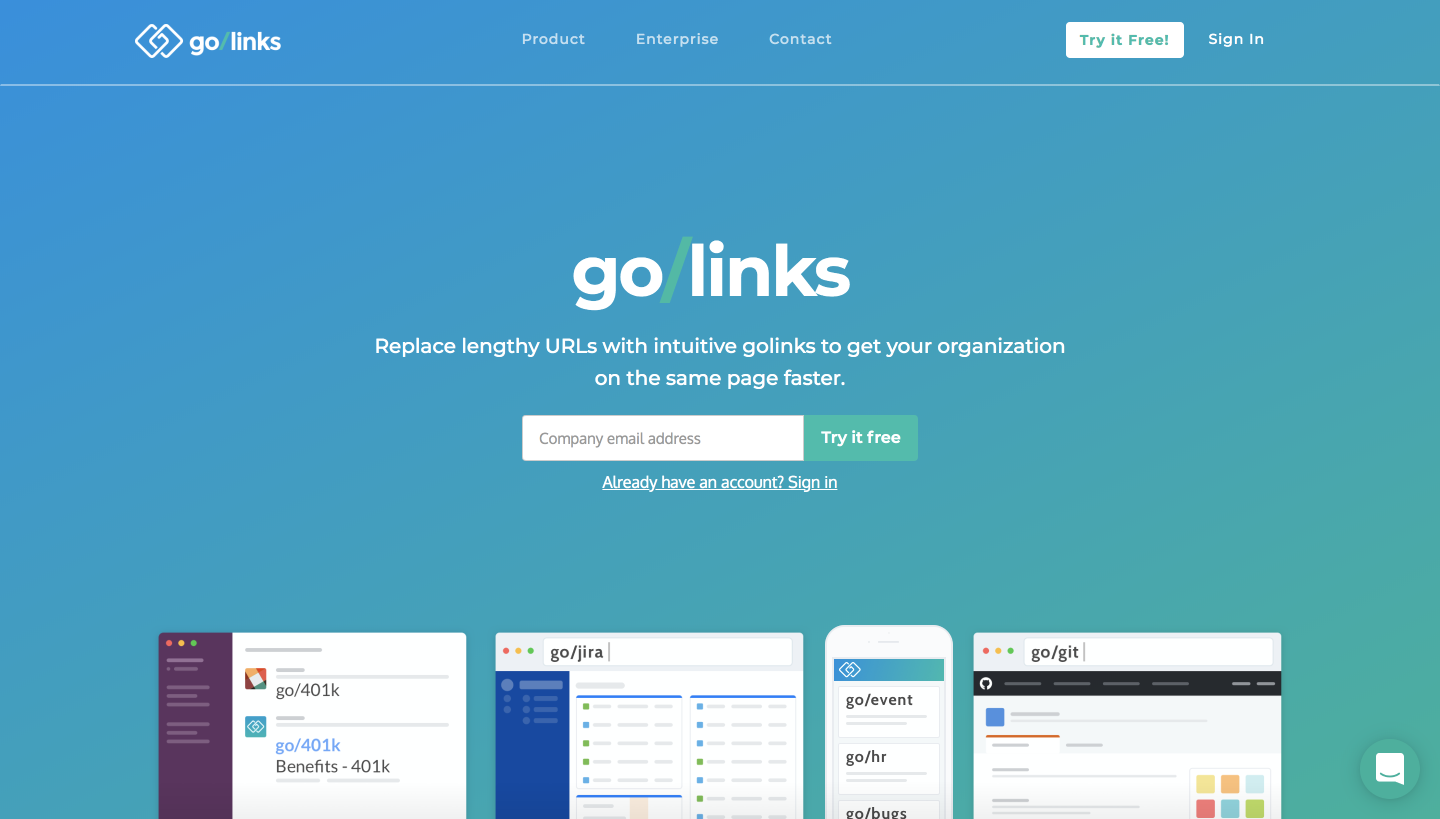 go/links
Product
Enterprise
Contact
Try it Free!
Sign In
go/links
Replace lengthy URLs with intuitive golinks to get your organization
on the same page faster.
Company email address
Try it free
Already have an account? Sign in
go/401k
go/401k
Benefits - 401k
go/jira
go/event
go/hr
go/bugs
go/git